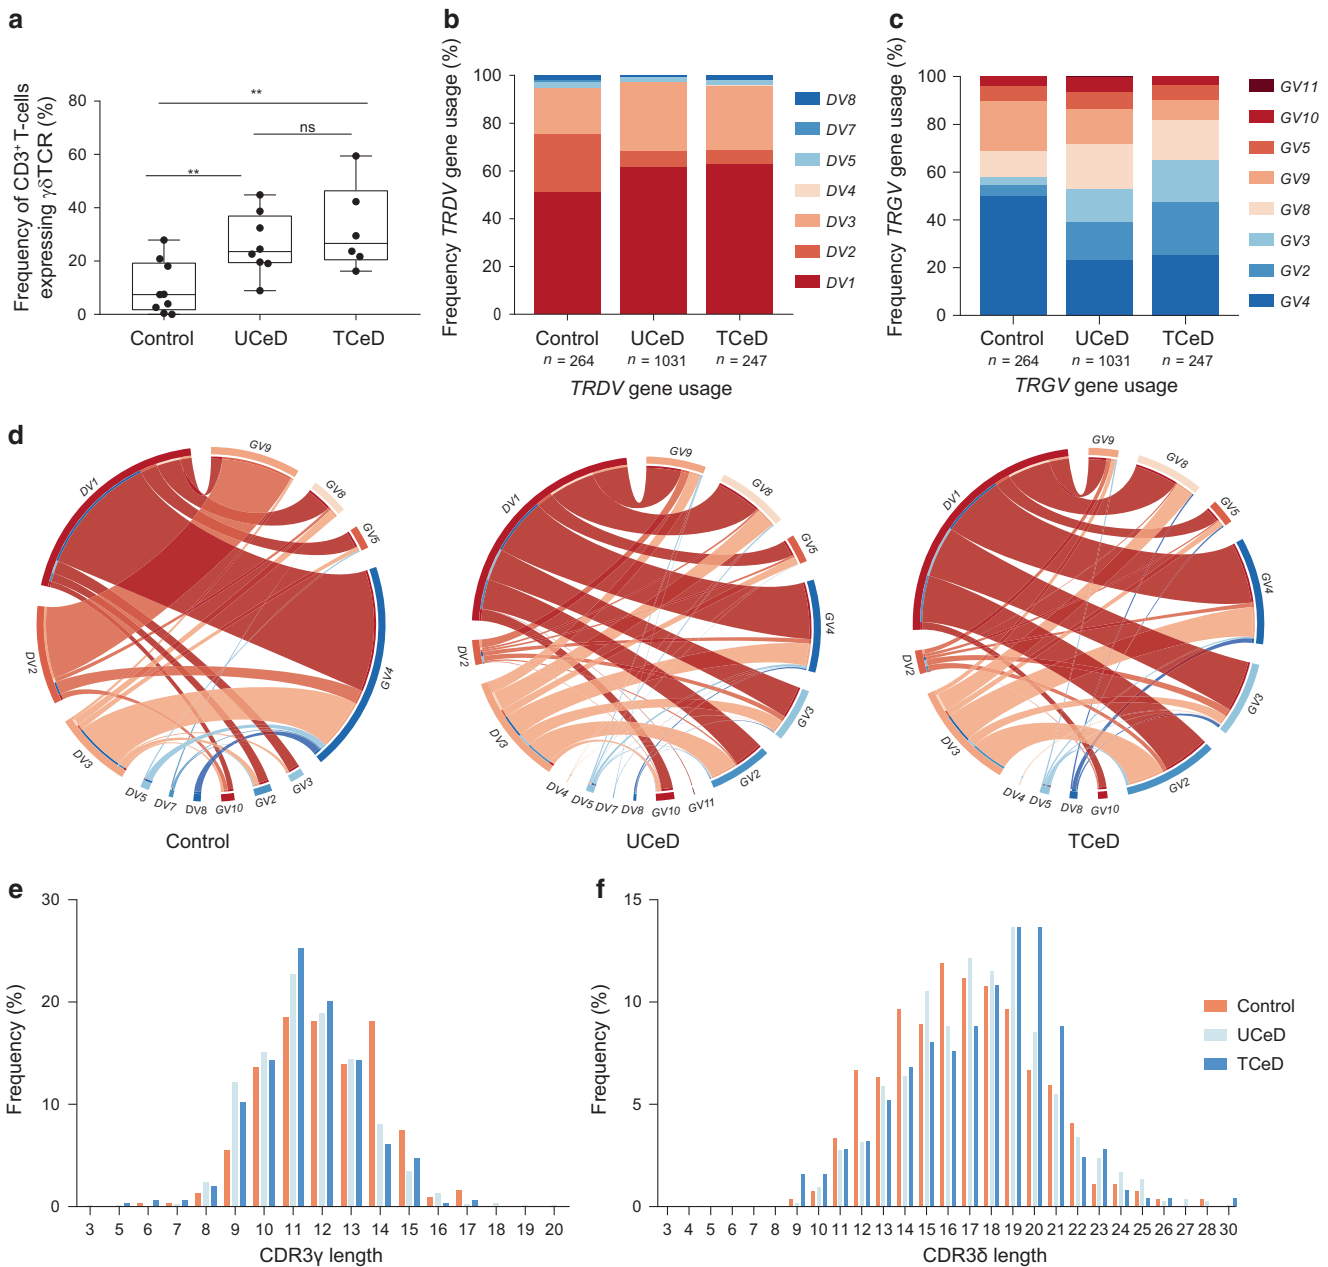 a
Frequency of CD3+ T-cells
expressing γδTCR (%)
80
60
40
20
0
**
ns
**
Control
UCeD
TCeD
b
Frequency TRDV gene usage (%)
100
80
60
40
20
0
Control
UCeD
TCeD
n = 264
n = 1031
n = 247
TRDV gene usage
DV8
DV7
DV5
DV4
DV3
DV2
DV1
c
Frequency TRGV gene usage (%)
100
80
60
40
20
0
Control
UCeD
TCeD
n = 264
n = 1031
n = 247
TRGV gene usage
GV11
GV10
GV5
GV9
GV8
GV3
GV2
GV4
d
DV1
GV9
GV8
GV5
GV4
GV3
GV2
GV10
DV8
DV7
DV5
DV3
DV2
Control
DV1
GV9
GV8
GV5
GV4
GV3
GV2
GV11
GV10
DV8
DV7
DV5
DV4
DV3
DV2
UCeD
DV1
GV9
GV8
GV5
GV4
GV3
GV2
GV10
DV8
DV5
DV4
DV3
DV2
TCeD
e
Frequency (%)
30
20
10
0
3 5 6 7 8 9 10 11 12 13 14 15 16 17 18 19 20
CDR3γ length
f
Frequency (%)
15
10
5
0
3 4 5 6 7 8 9 10 11 12 13 14 15 16 17 18 19 20 21 22 23 24 25 26 27 28 30
CDR3δ length
Control
UCeD
TCeD